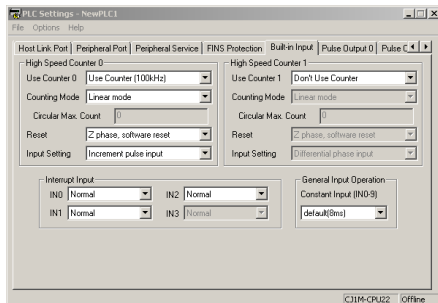 PLC Settings - NewPLC1
File Options Help
Host Link Port Peripheral Port Peripheral Service FINS Protection Built-in Input Pulse Output 0 Pulse
High Speed Counter 0
Use Counter 0 Use Counter (100kHz)
Counting Mode Linear mode
Circular Max. Count 0
Reset Z phase, software reset
Input Setting Increment pulse input
High Speed Counter 1
Use Counter 1 Don't Use Counter
Counting Mode Linear mode
Circular Max. Count 0
Reset Z phase, software reset
Input Setting Differential phase input
Interrupt Input
IN0 Normal IN2 Normal
IN1 Normal IN3 Normal
General Input Operation
Constant Input (IN0-9)
default(8ms)
CJ1M-CPU22 Offline